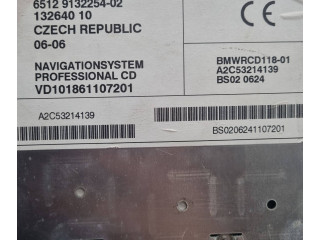 6512 9132254-02
132640 10
CZECH REPUBLIC
06-06
CE
NAVIGATIONSYSTEM
PROFESSIONAL CD
VD101861107201
BMWRCD118-01
A2C53214139
BS02 0624
A2C53214139
BS0206241107201